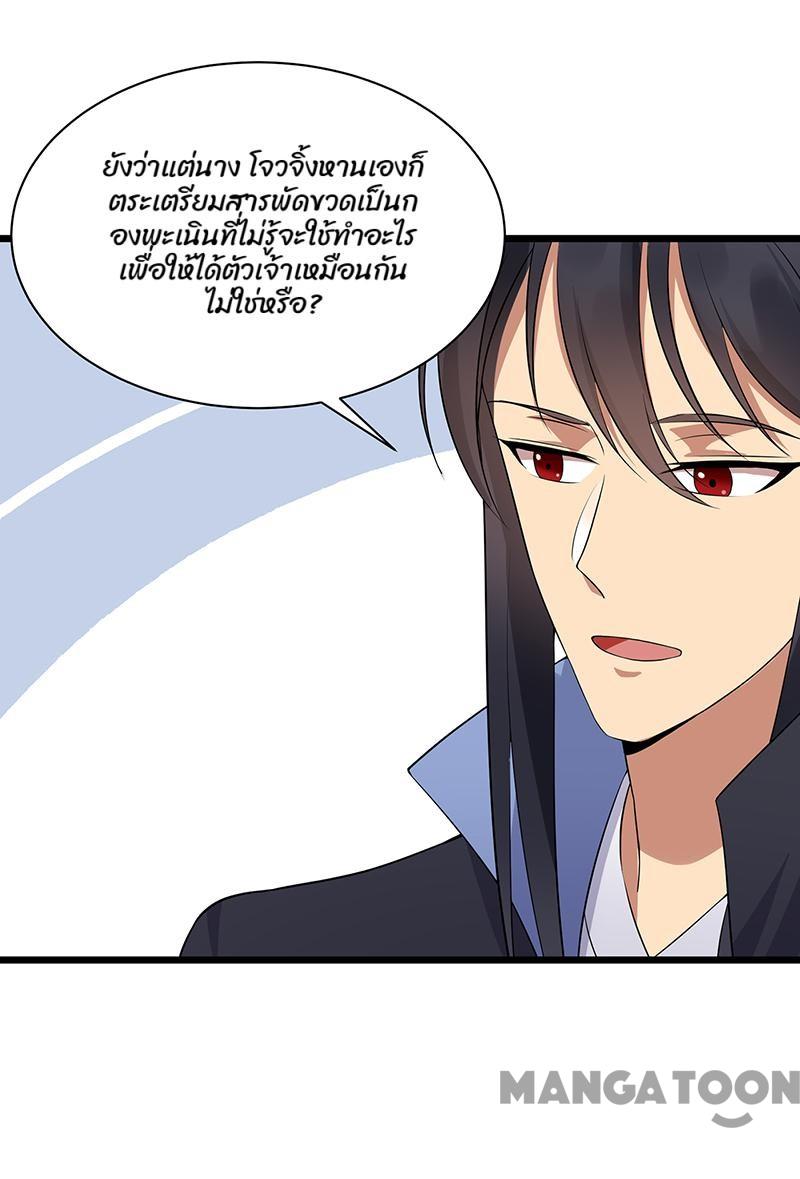 ยังว่าแต่นาง โจวจิ้งหานเองก็
ตระเตรียมสารพัดขวดเป็นก
องพะเนินที่ไม่รู้จะใช้ทำอะไร
เพื่อให้ได้ตัวเจ้าเหมือนกัน
ไม่ใช่หรือ?
MANGATOON